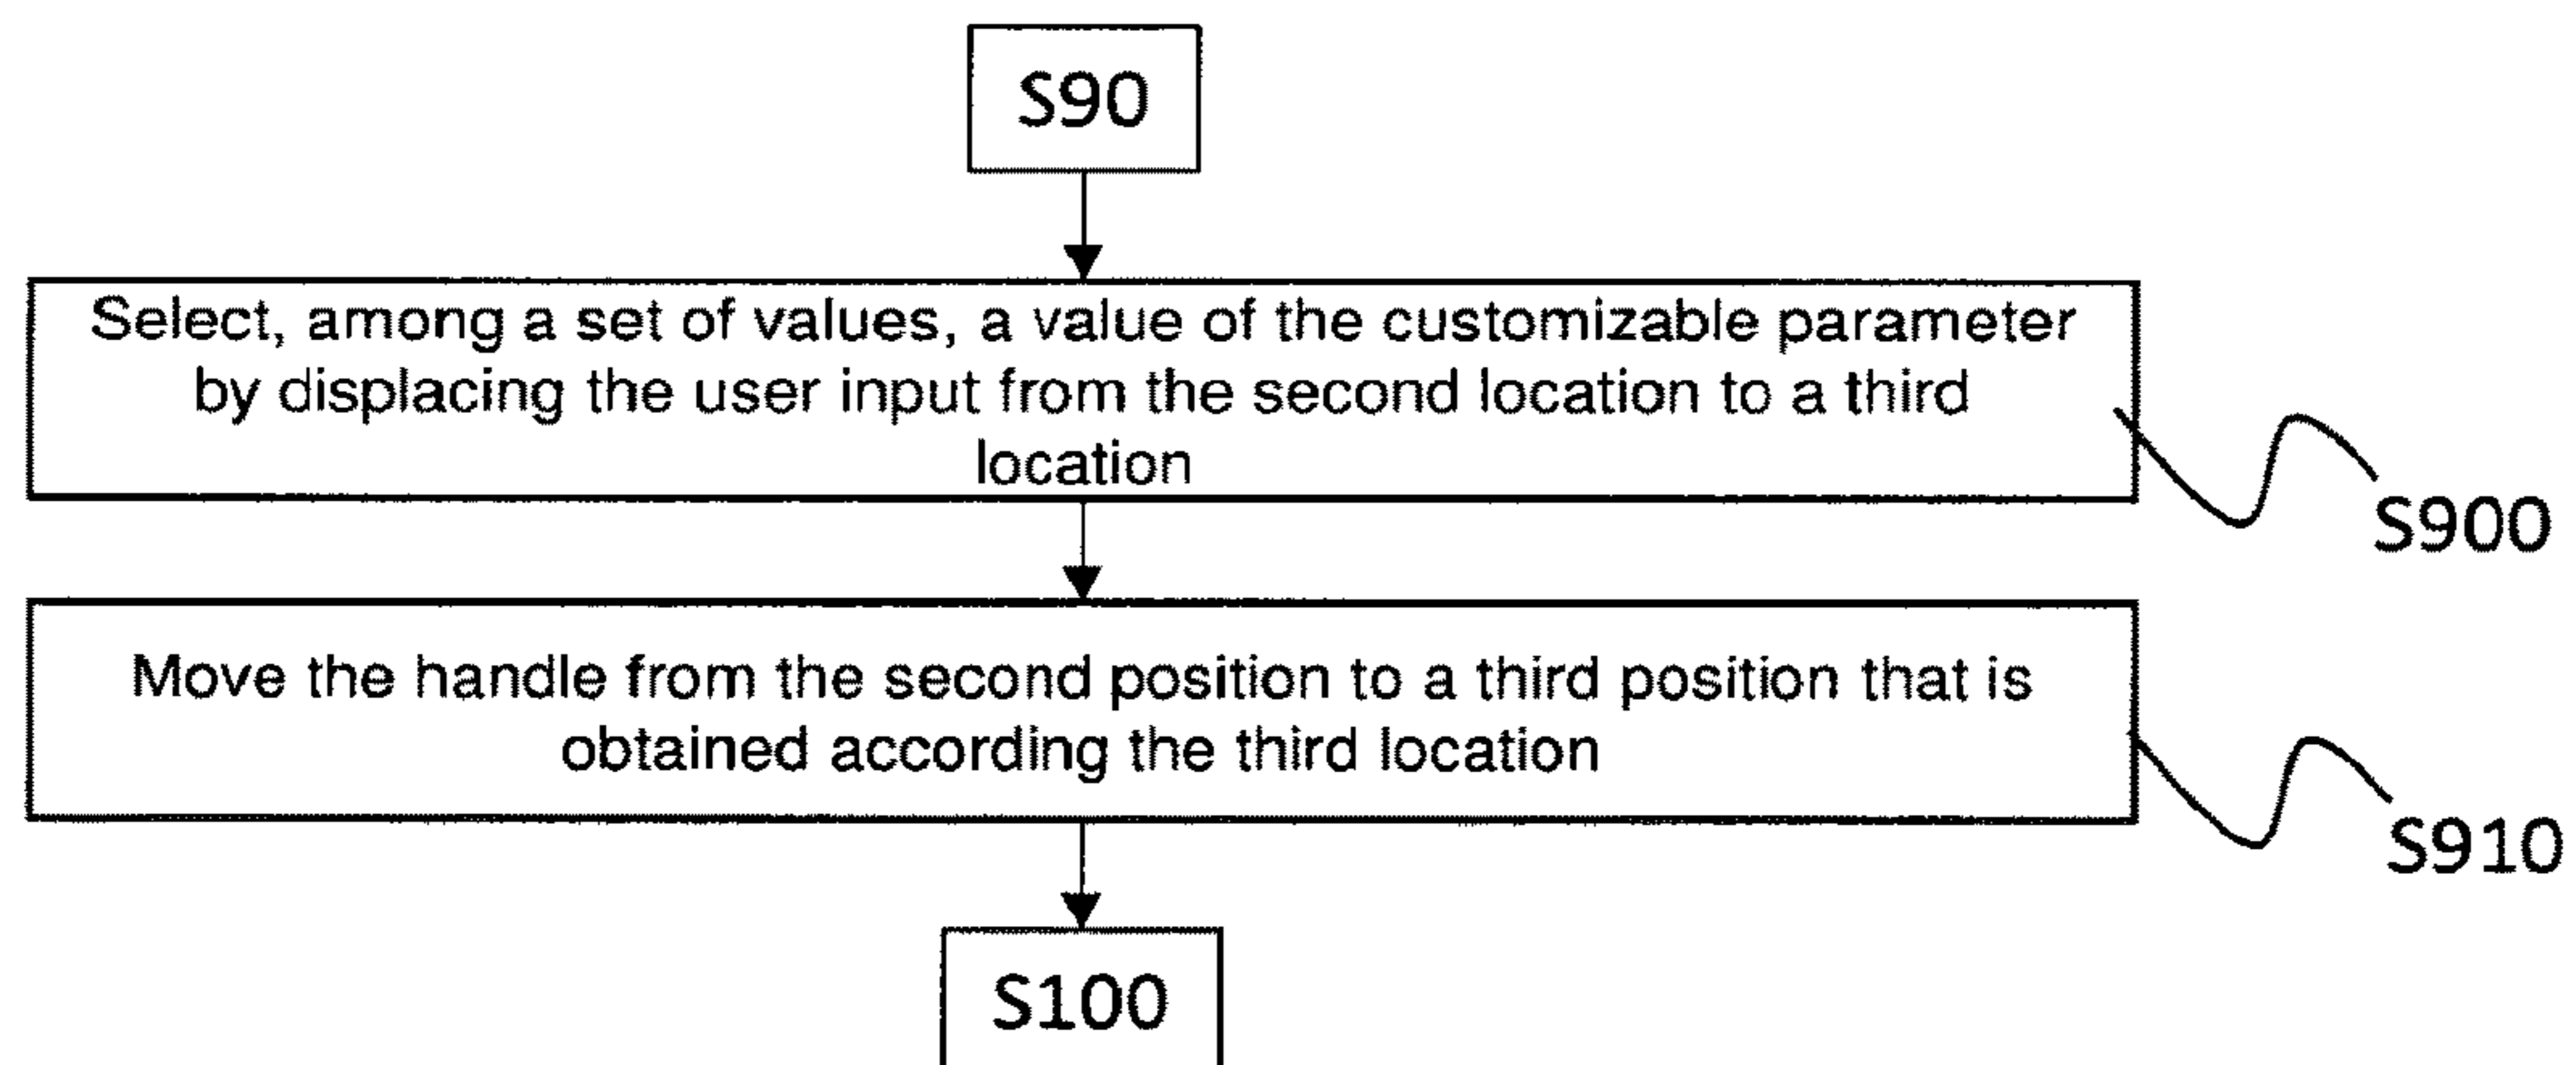 S90
Select, among a set of values, a value of the customizable parameter
by displacing the user input from the second location to a third
location
S900
Move the handle from the second position to a third position that is
obtained according the third location
S910
S100